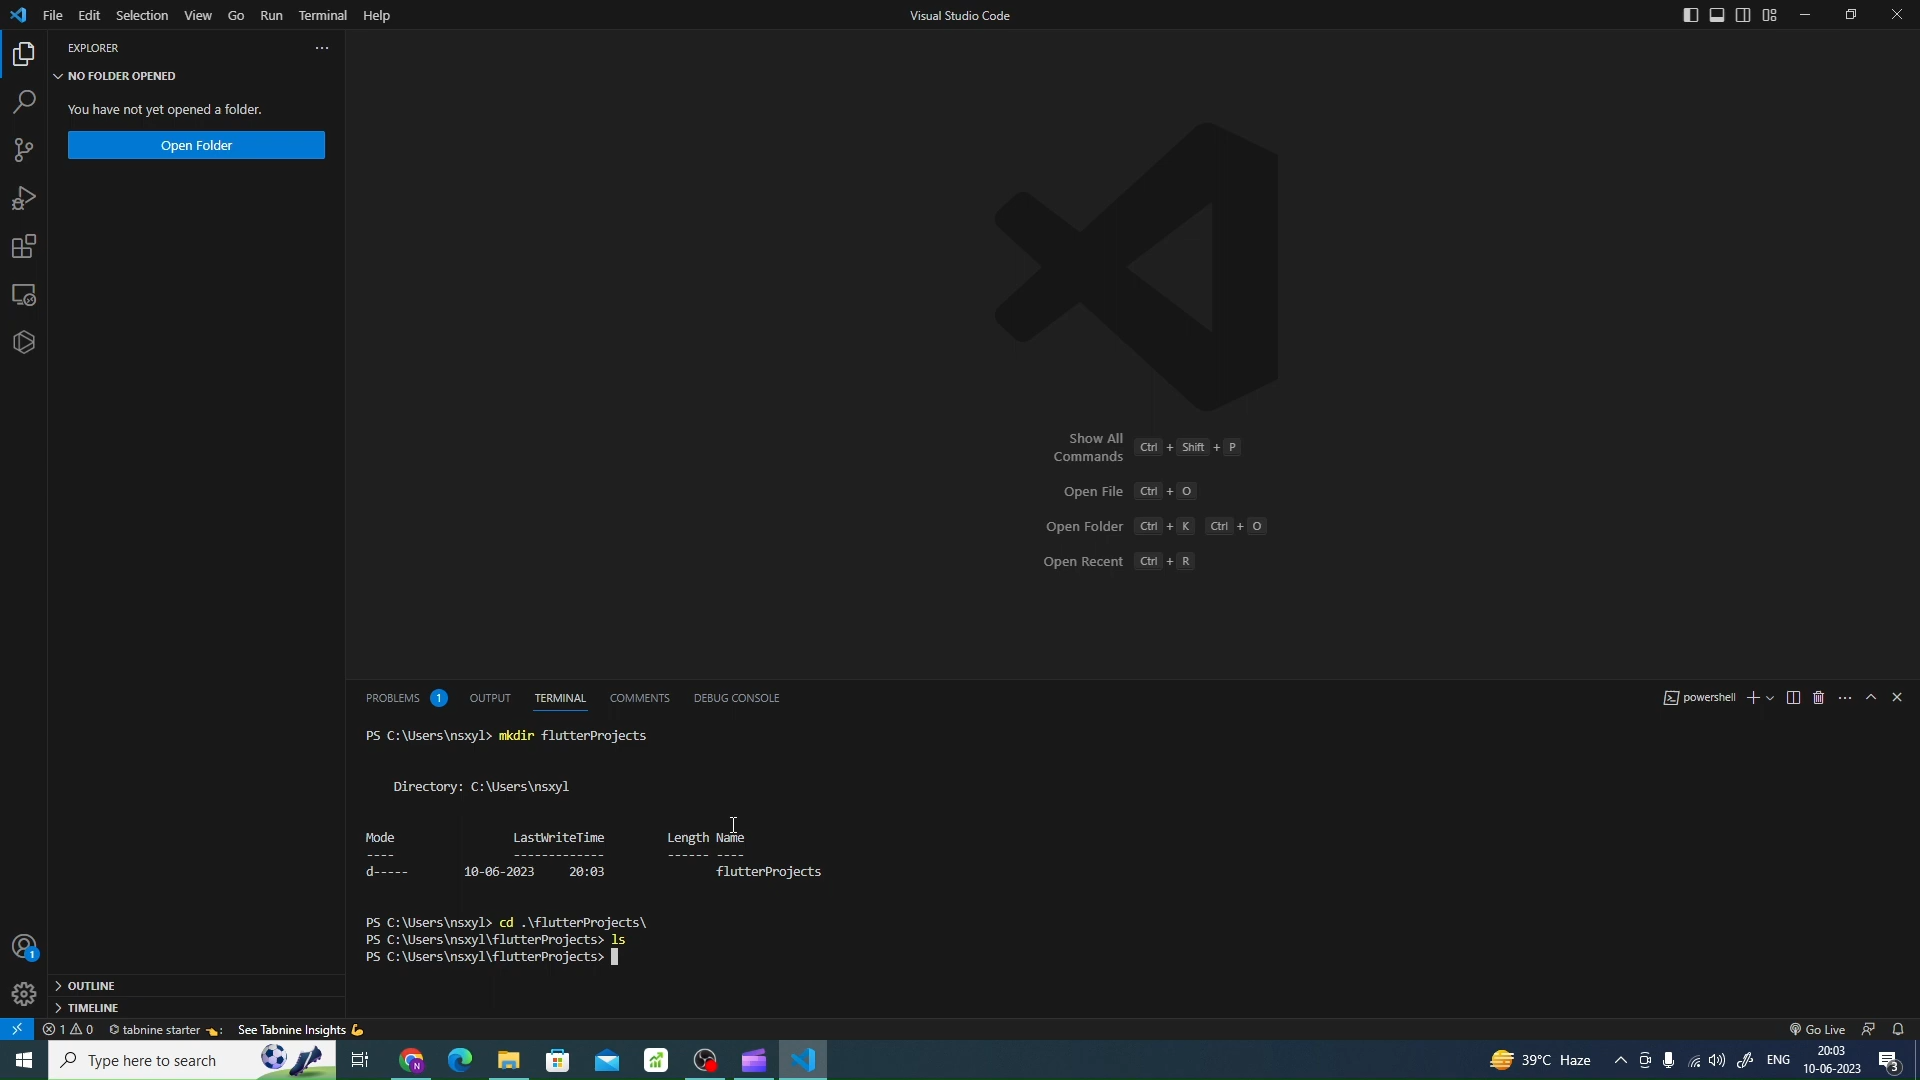 File Edit Selection View Go Run Terminal Help
Visual Studio Code
EXPLORER
NO FOLDER OPENED
You have not yet opened a folder.
Open Folder
Show All Commands Ctrl + Shift + P
Open File Ctrl + O
Open Folder Ctrl + K Ctrl + O
Open Recent Ctrl + R
PROBLEMS 1 OUTPUT TERMINAL COMMENTS DEBUG CONSOLE
powershell
PS C:\Users\nsxyl> mkdir flutterProjects
Directory: C:\Users\nsxyl
Mode LastWriteTime Length Name
---- ------------- ------ ----
d----- 10-06-2023 20:03 flutterProjects
PS C:\Users\nsxyl> cd .\flutterProjects\
PS C:\Users\nsxyl\flutterProjects> ls
PS C:\Users\nsxyl\flutterProjects>
1
OUTLINE
TIMELINE
1 0 tabnine starter : See Tabnine Insights
Go Live
Type here to search
N
39°C Haze
ENG
20:03
10-06-2023
3